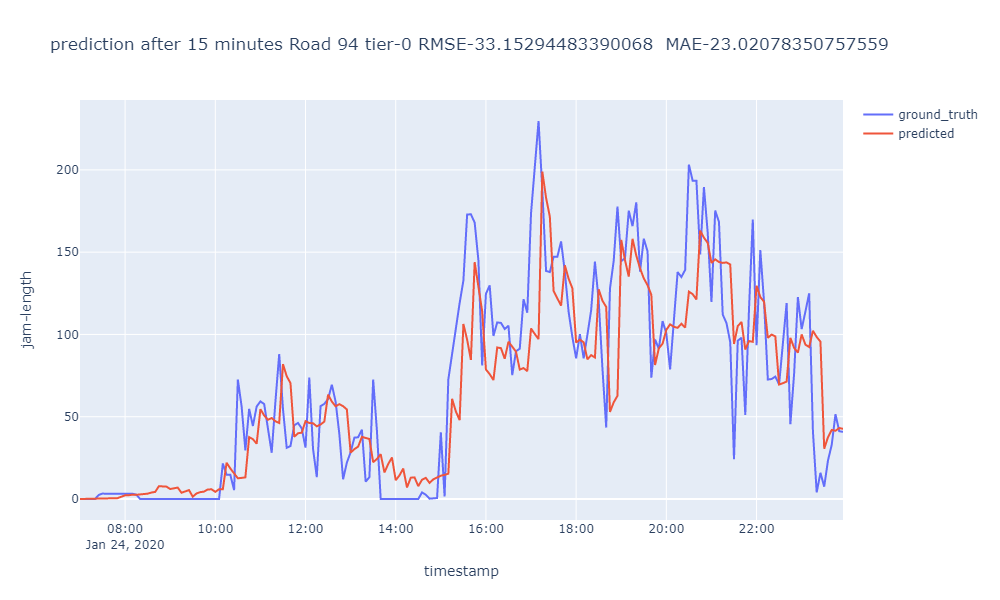 prediction after 15 minutes Road 94 tier-0 RMSE-33.15294483390068  MAE-23.02078350757559
ground_truth
predicted
200
150
100
50
0
jam-length
08:00 10:00 12:00 14:00 16:00 18:00 20:00 22:00
Jan 24, 2020
timestamp